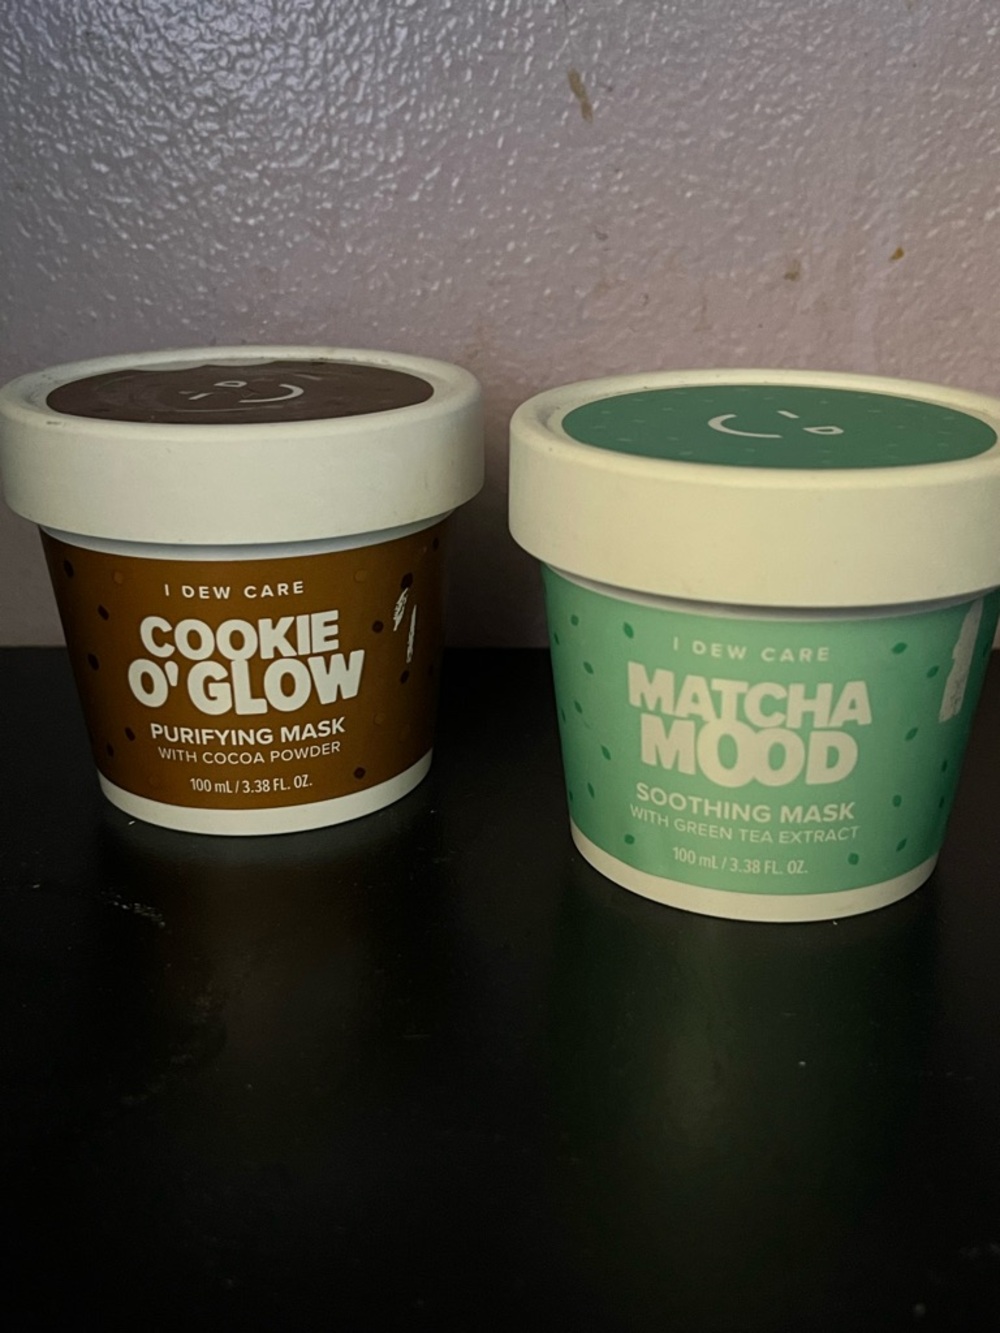 I DEW CARE
COOKIE
O' GLOW
PURIFYING MASK
WITH COCOA POWDER
100 mL / 3.38 FL. OZ.
I DEW CARE
MATCHA
MOOD
SOOTHING MASK
WITH GREEN TEA EXTRACT
100 mL / 3.38 FL. OZ.